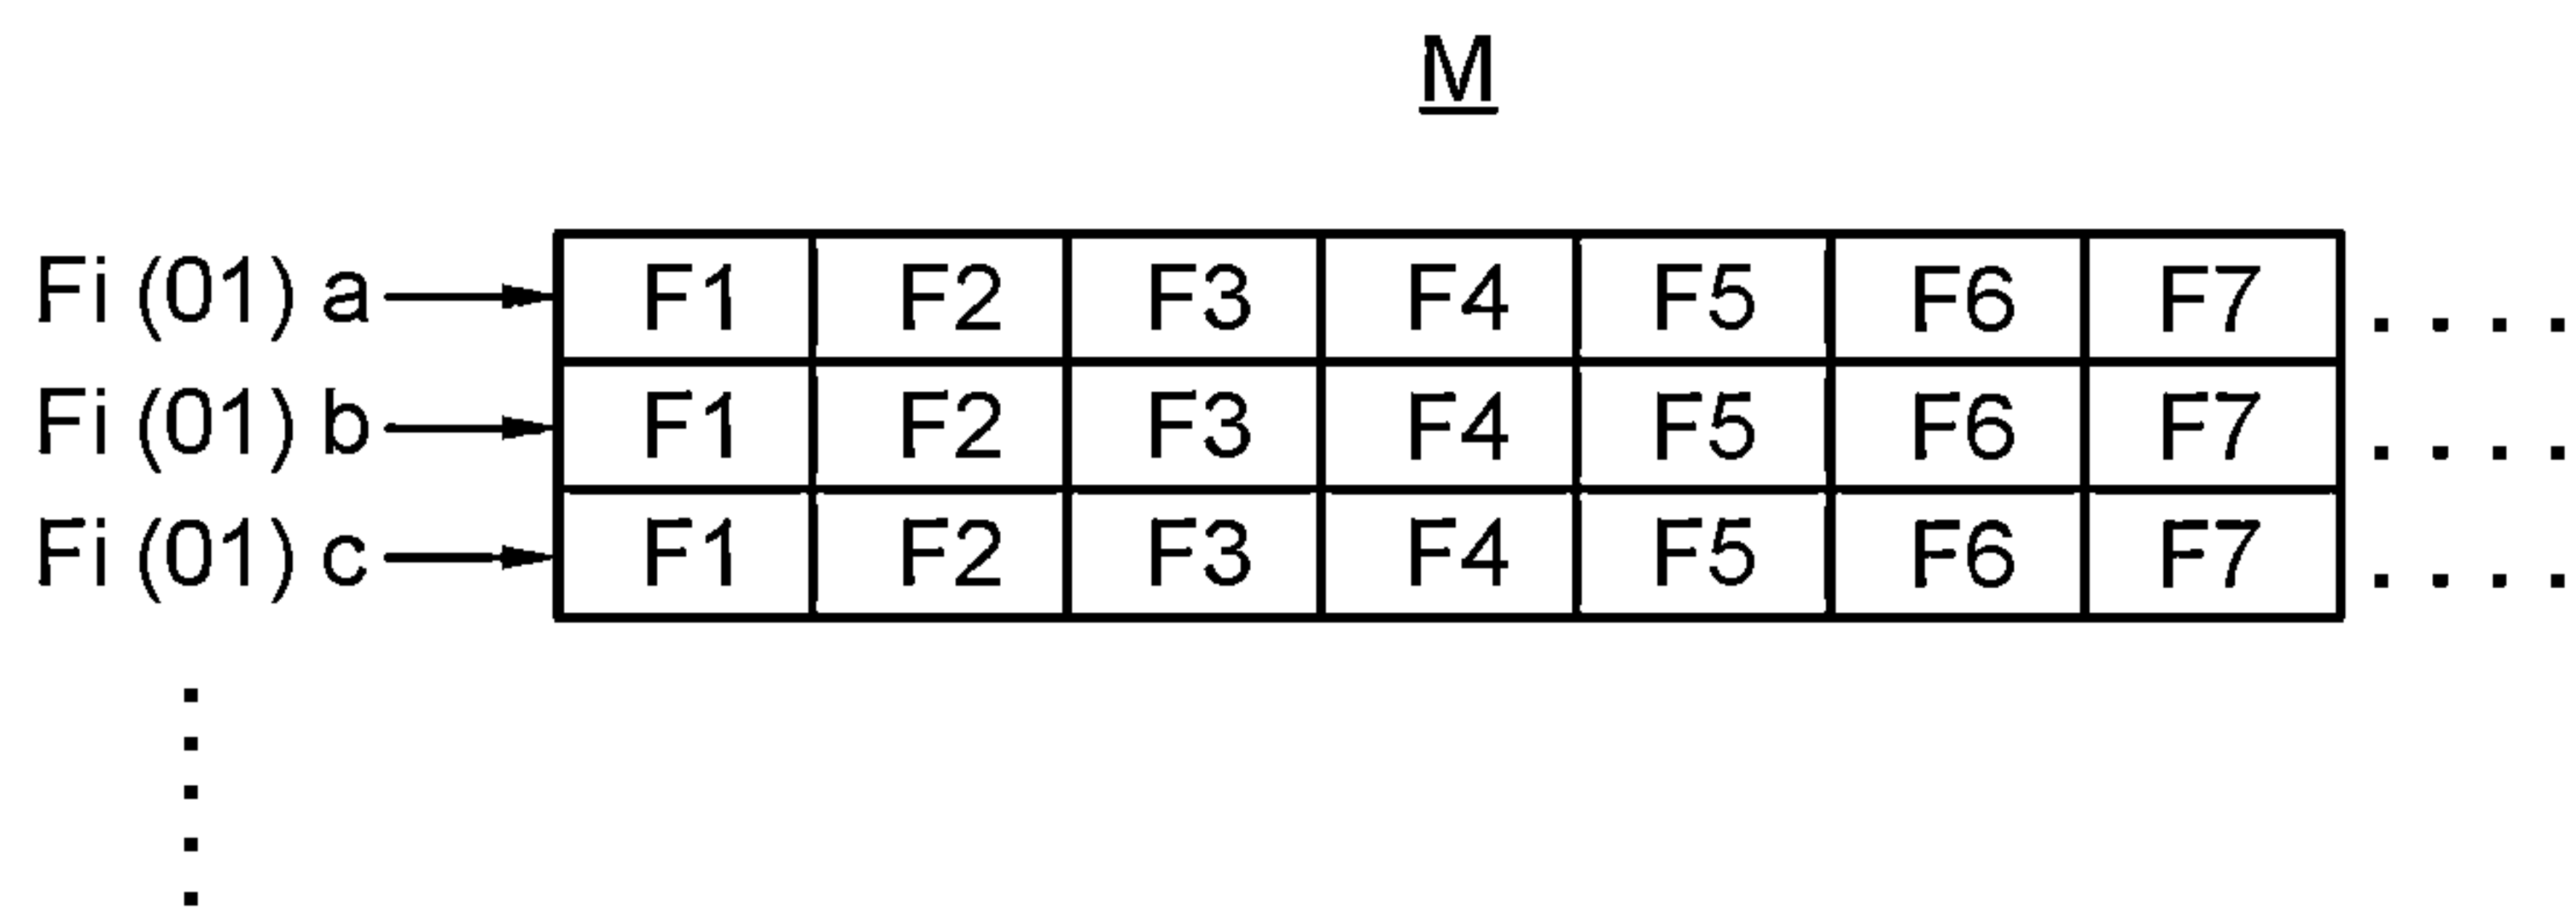 M
Fi (01) a F1 F2 F3 F4 F5 F6 F7 . . . .
Fi (01) b F1 F2 F3 F4 F5 F6 F7 . . . .
Fi (01) c F1 F2 F3 F4 F5 F6 F7 . . . .